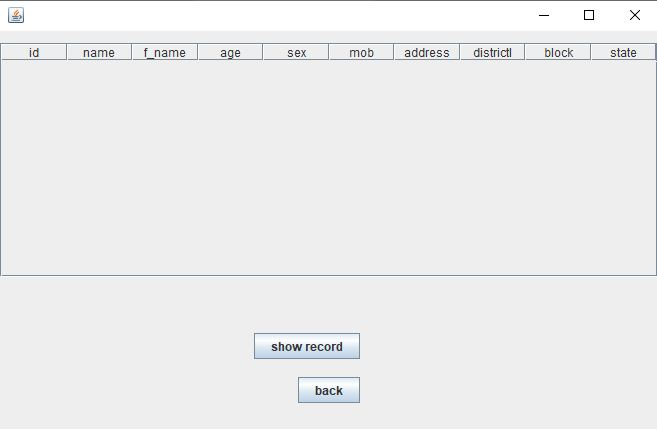 id name f_name age sex mob address districtl block state
show record
back